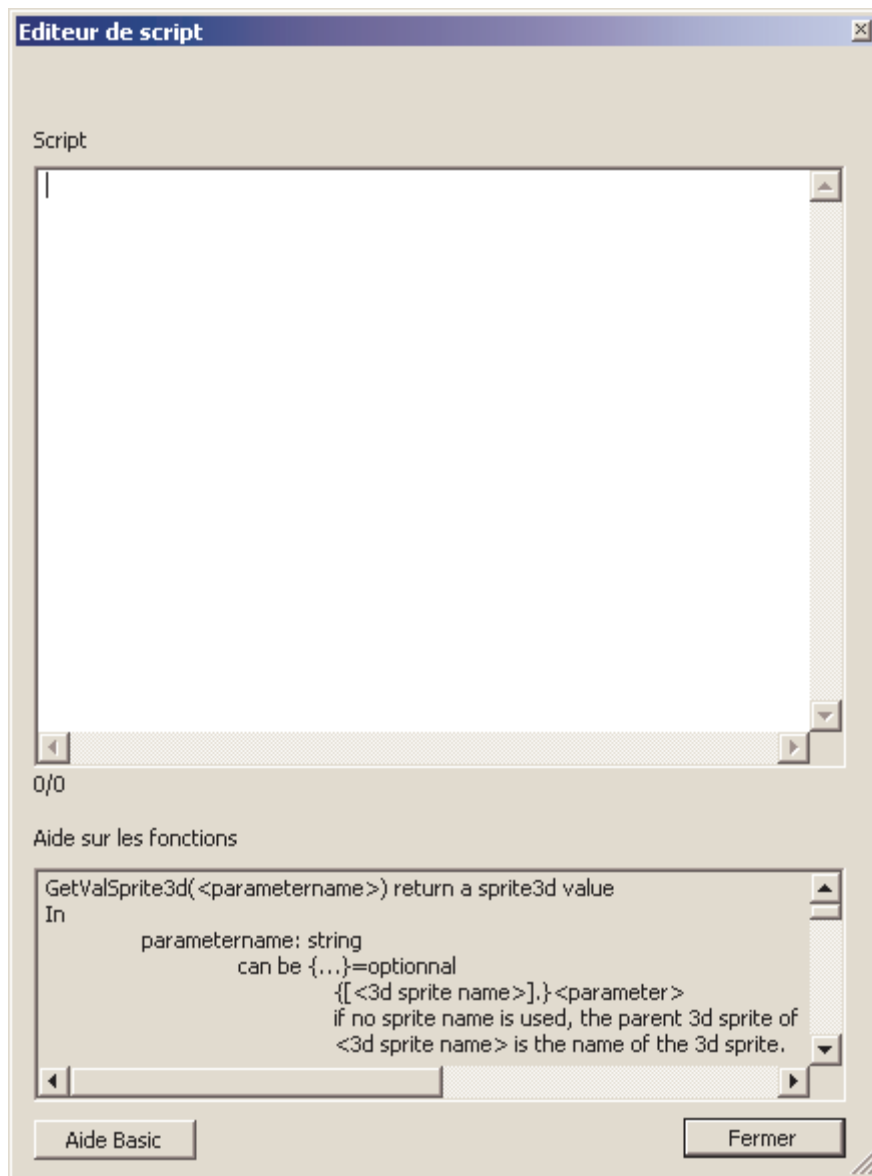 Editeur de script
Script
0/0
Aide sur les fonctions
GetValSprite3d(<parametername>) return a sprite3d value
In
parametername: string
can be {...}=optionnal
{[<3d sprite name>].}<parameter>
if no sprite name is used, the parent 3d sprite of
<3d sprite name> is the name of the 3d sprite.
Aide Basic
Fermer